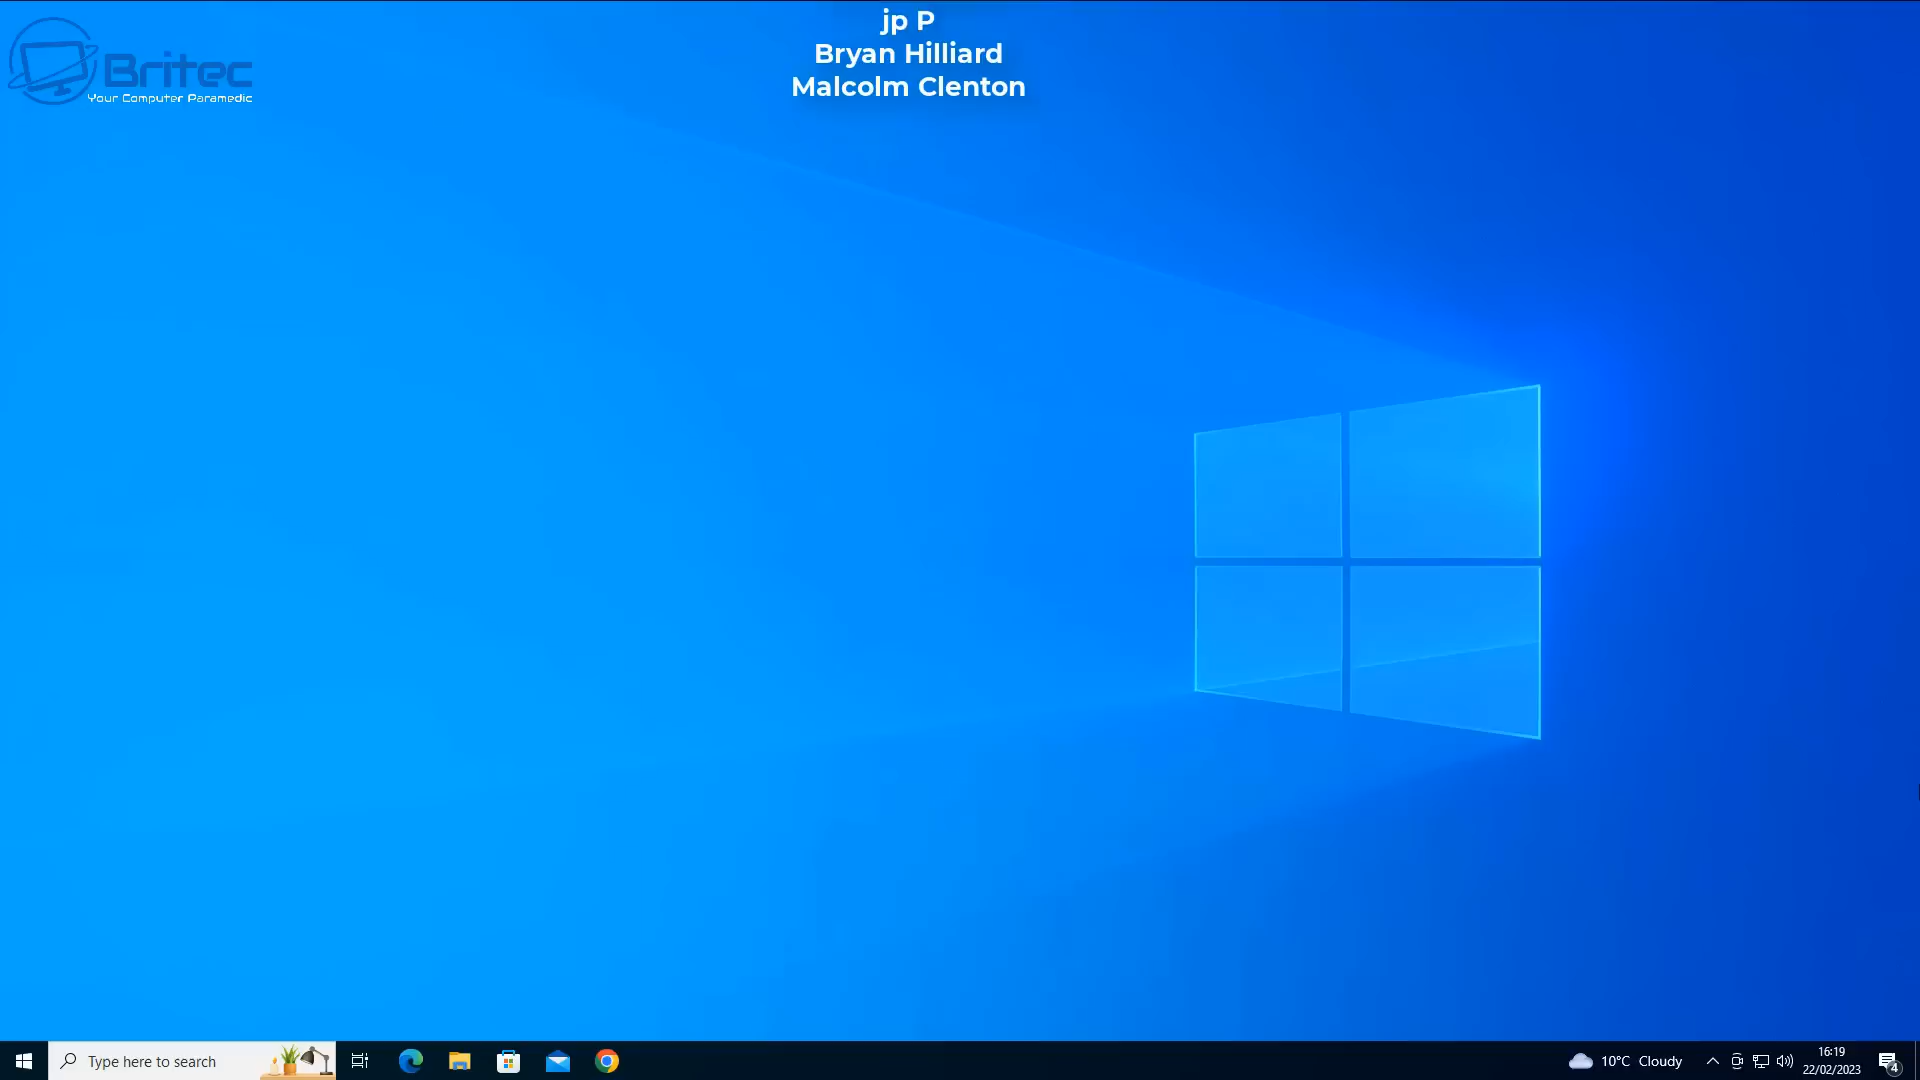 jp P
Bryan Hilliard
Malcolm Clenton
Britec
Your Computer Paramedic
Type here to search
10°C Cloudy
16:19
22/02/2023
4